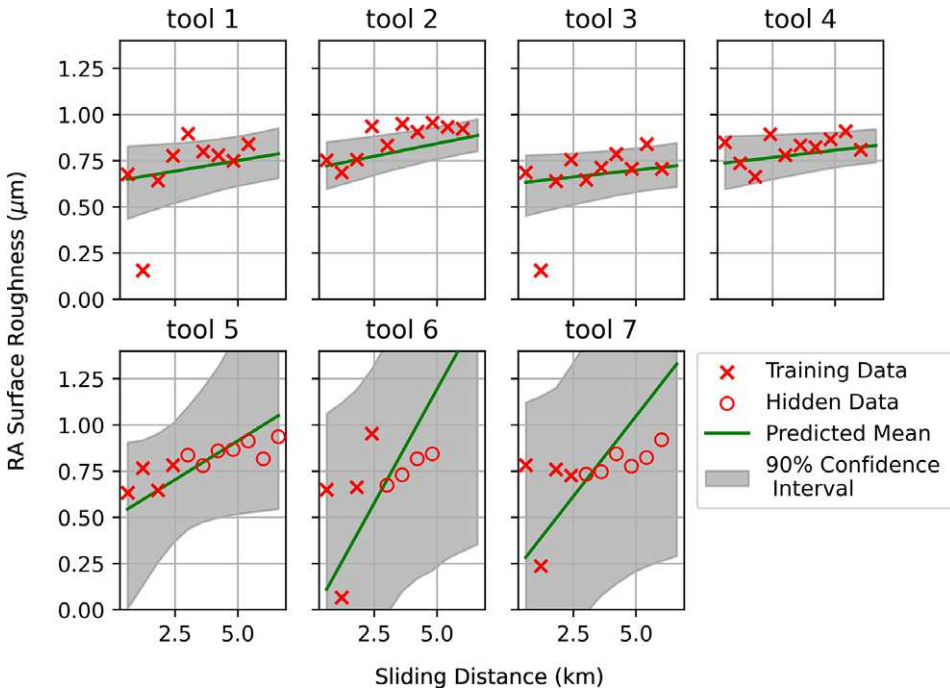 tool 1
tool 2
tool 3
tool 4
1.25
1.00
0.75
0.50
0.25
0.00
tool 5
tool 6
tool 7
1.25
1.00
0.75
0.50
0.25
0.00
2.5
5.0
2.5
5.0
2.5
5.0
RA Surface Roughness (μm)
Sliding Distance (km)
Training Data
Hidden Data
Predicted Mean
90% Confidence
Interval